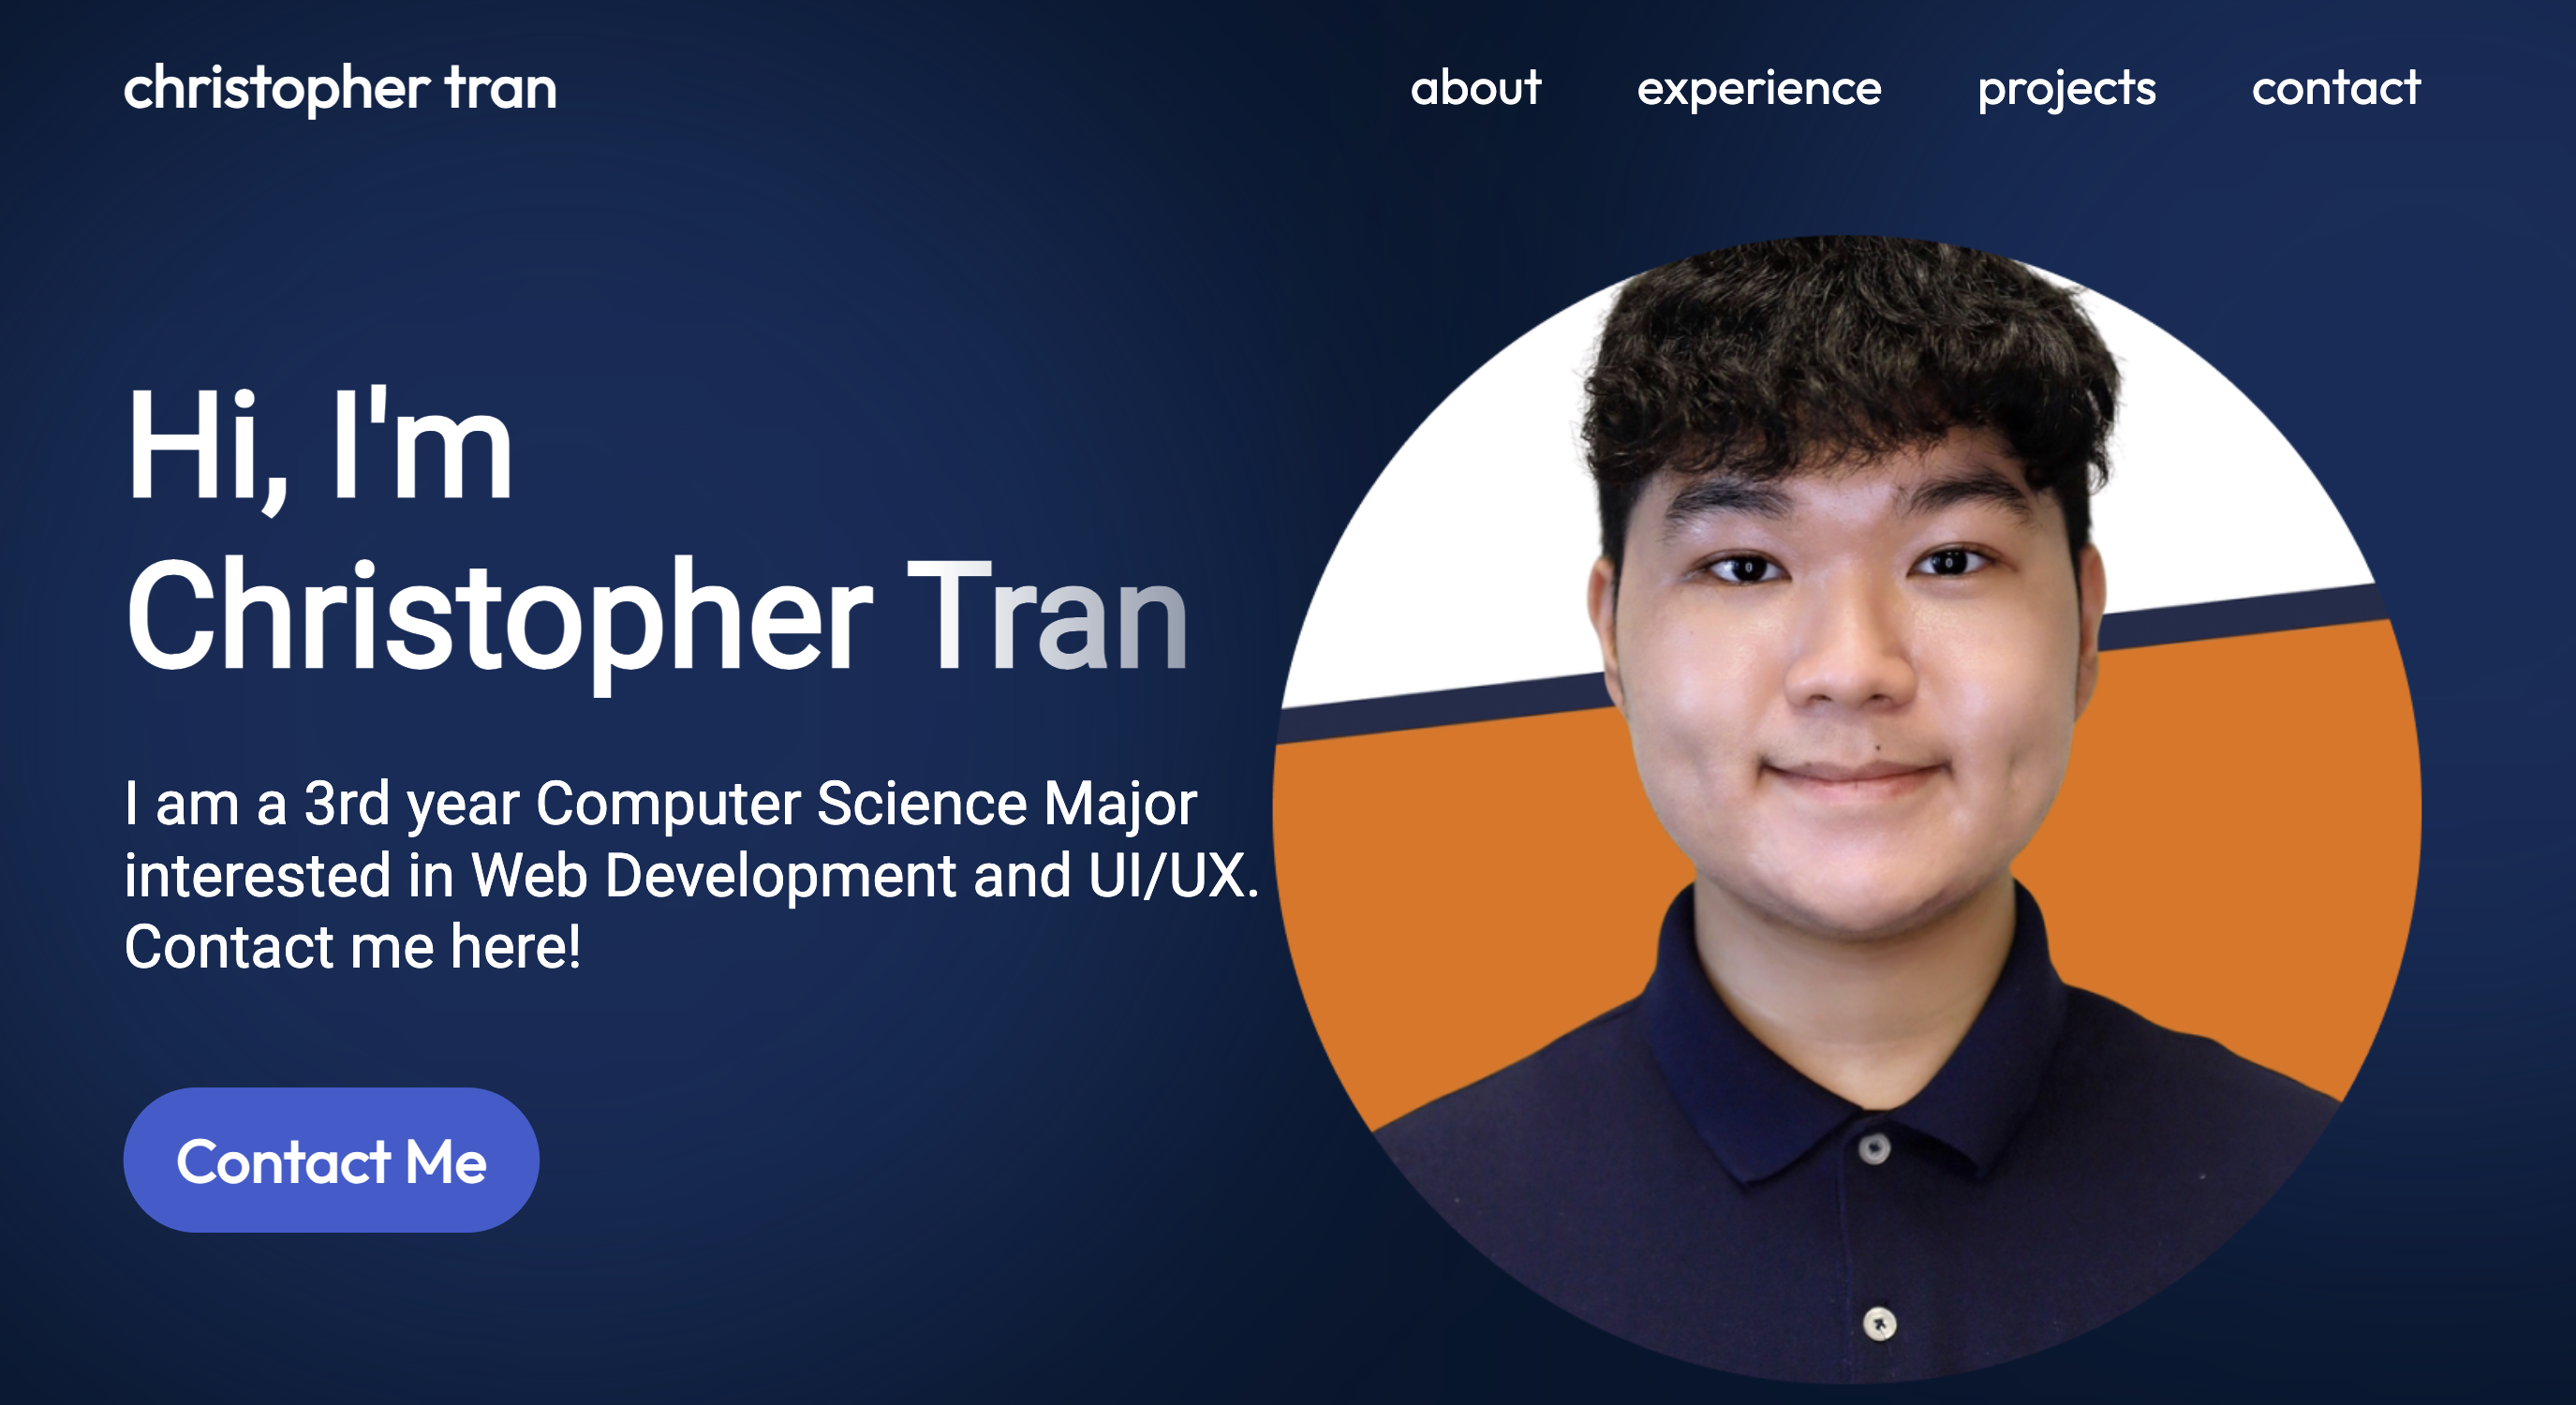 christopher tran
about experience projects contact
Hi, I'm
Christopher Tran
I am a 3rd year Computer Science Major
interested in Web Development and UI/UX.
Contact me here!
Contact Me